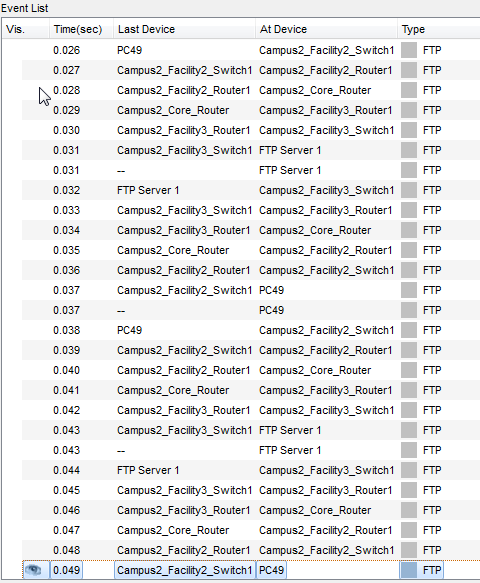 Event List
Vis. Time(sec) Last Device At Device Type
0.026 PC49 Campus2_Facility2_Switch1 FTP
0.027 Campus2_Facility2_Switch1 Campus2_Facility2_Router1 FTP
0.028 Campus2_Facility2_Router1 Campus2_Core_Router FTP
0.029 Campus2_Core_Router Campus2_Facility3_Router1 FTP
0.030 Campus2_Facility3_Router1 Campus2_Facility3_Switch1 FTP
0.031 Campus2_Facility3_Switch1 FTP Server 1 FTP
0.031 -- FTP Server 1 FTP
0.032 FTP Server 1 Campus2_Facility3_Switch1 FTP
0.033 Campus2_Facility3_Switch1 Campus2_Facility3_Router1 FTP
0.034 Campus2_Facility3_Router1 Campus2_Core_Router FTP
0.035 Campus2_Core_Router Campus2_Facility2_Router1 FTP
0.036 Campus2_Facility2_Router1 Campus2_Facility2_Switch1 FTP
0.037 Campus2_Facility2_Switch1 PC49 FTP
0.037 -- PC49 FTP
0.038 PC49 Campus2_Facility2_Switch1 FTP
0.039 Campus2_Facility2_Switch1 Campus2_Facility2_Router1 FTP
0.040 Campus2_Facility2_Router1 Campus2_Core_Router FTP
0.041 Campus2_Core_Router Campus2_Facility3_Router1 FTP
0.042 Campus2_Facility3_Router1 Campus2_Facility3_Switch1 FTP
0.043 Campus2_Facility3_Switch1 FTP Server 1 FTP
0.043 -- FTP Server 1 FTP
0.044 FTP Server 1 Campus2_Facility3_Switch1 FTP
0.045 Campus2_Facility3_Switch1 Campus2_Facility3_Router1 FTP
0.046 Campus2_Facility3_Router1 Campus2_Core_Router FTP
0.047 Campus2_Core_Router Campus2_Facility2_Router1 FTP
0.048 Campus2_Facility2_Router1 Campus2_Facility2_Switch1 FTP
0.049 Campus2_Facility2_Switch1 PC49 FTP